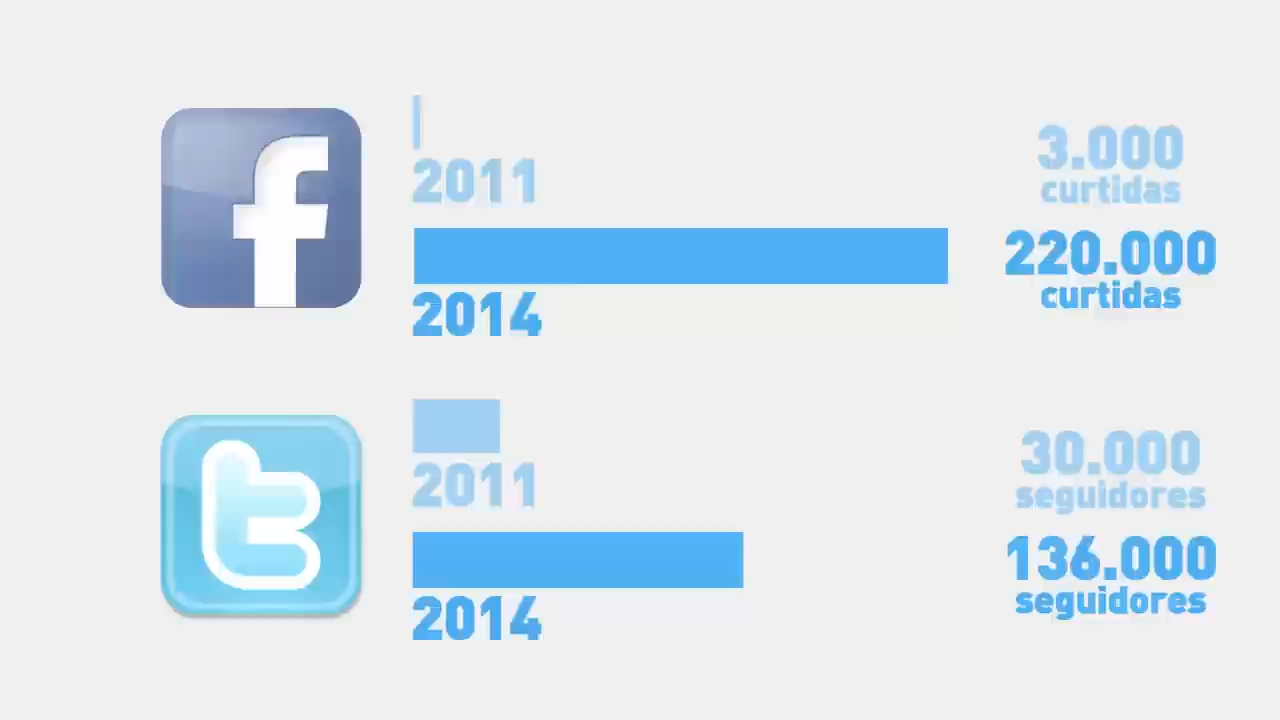 f
2011
3.000
curtidas
220.000
curtidas
2014
t
2011
30.000
seguidores
136.000
seguidores
2014